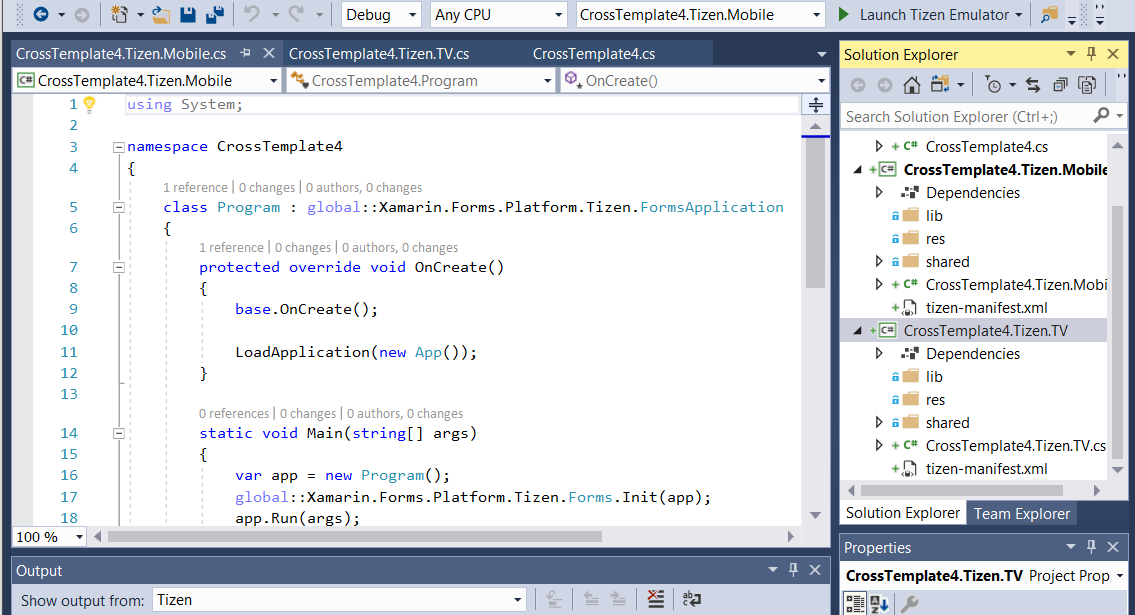 Debug Any CPU CrossTemplate4.Tizen.Mobile Launch Tizen Emulator
CrossTemplate4.Tizen.Mobile.cs CrossTemplate4.Tizen.TV.cs CrossTemplate4.cs
C# CrossTemplate4.Tizen.Mobile CrossTemplate4.Program OnCreate()
1 using System;
2
3 namespace CrossTemplate4
4 {
1 reference | 0 changes | 0 authors, 0 changes
5 class Program : global::Xamarin.Forms.Platform.Tizen.FormsApplication
6 {
1 reference | 0 changes | 0 authors, 0 changes
7 protected override void OnCreate()
8 {
9 base.OnCreate();
10
11 LoadApplication(new App());
12 }
13
0 references | 0 changes | 0 authors, 0 changes
14 static void Main(string[] args)
15 {
16 var app = new Program();
17 global::Xamarin.Forms.Platform.Tizen.Forms.Init(app);
18 app.Run(args);
100 %
Output
Show output from: Tizen
Solution Explorer
Search Solution Explorer (Ctrl+;)
C# CrossTemplate4.cs
C# CrossTemplate4.Tizen.Mobile
Dependencies
lib
res
shared
C# CrossTemplate4.Tizen.Mobi
tizen-manifest.xml
C# CrossTemplate4.Tizen.TV
Dependencies
lib
res
shared
C# CrossTemplate4.Tizen.TV.cs
tizen-manifest.xml
Solution Explorer Team Explorer
Properties
CrossTemplate4.Tizen.TV Project Prop